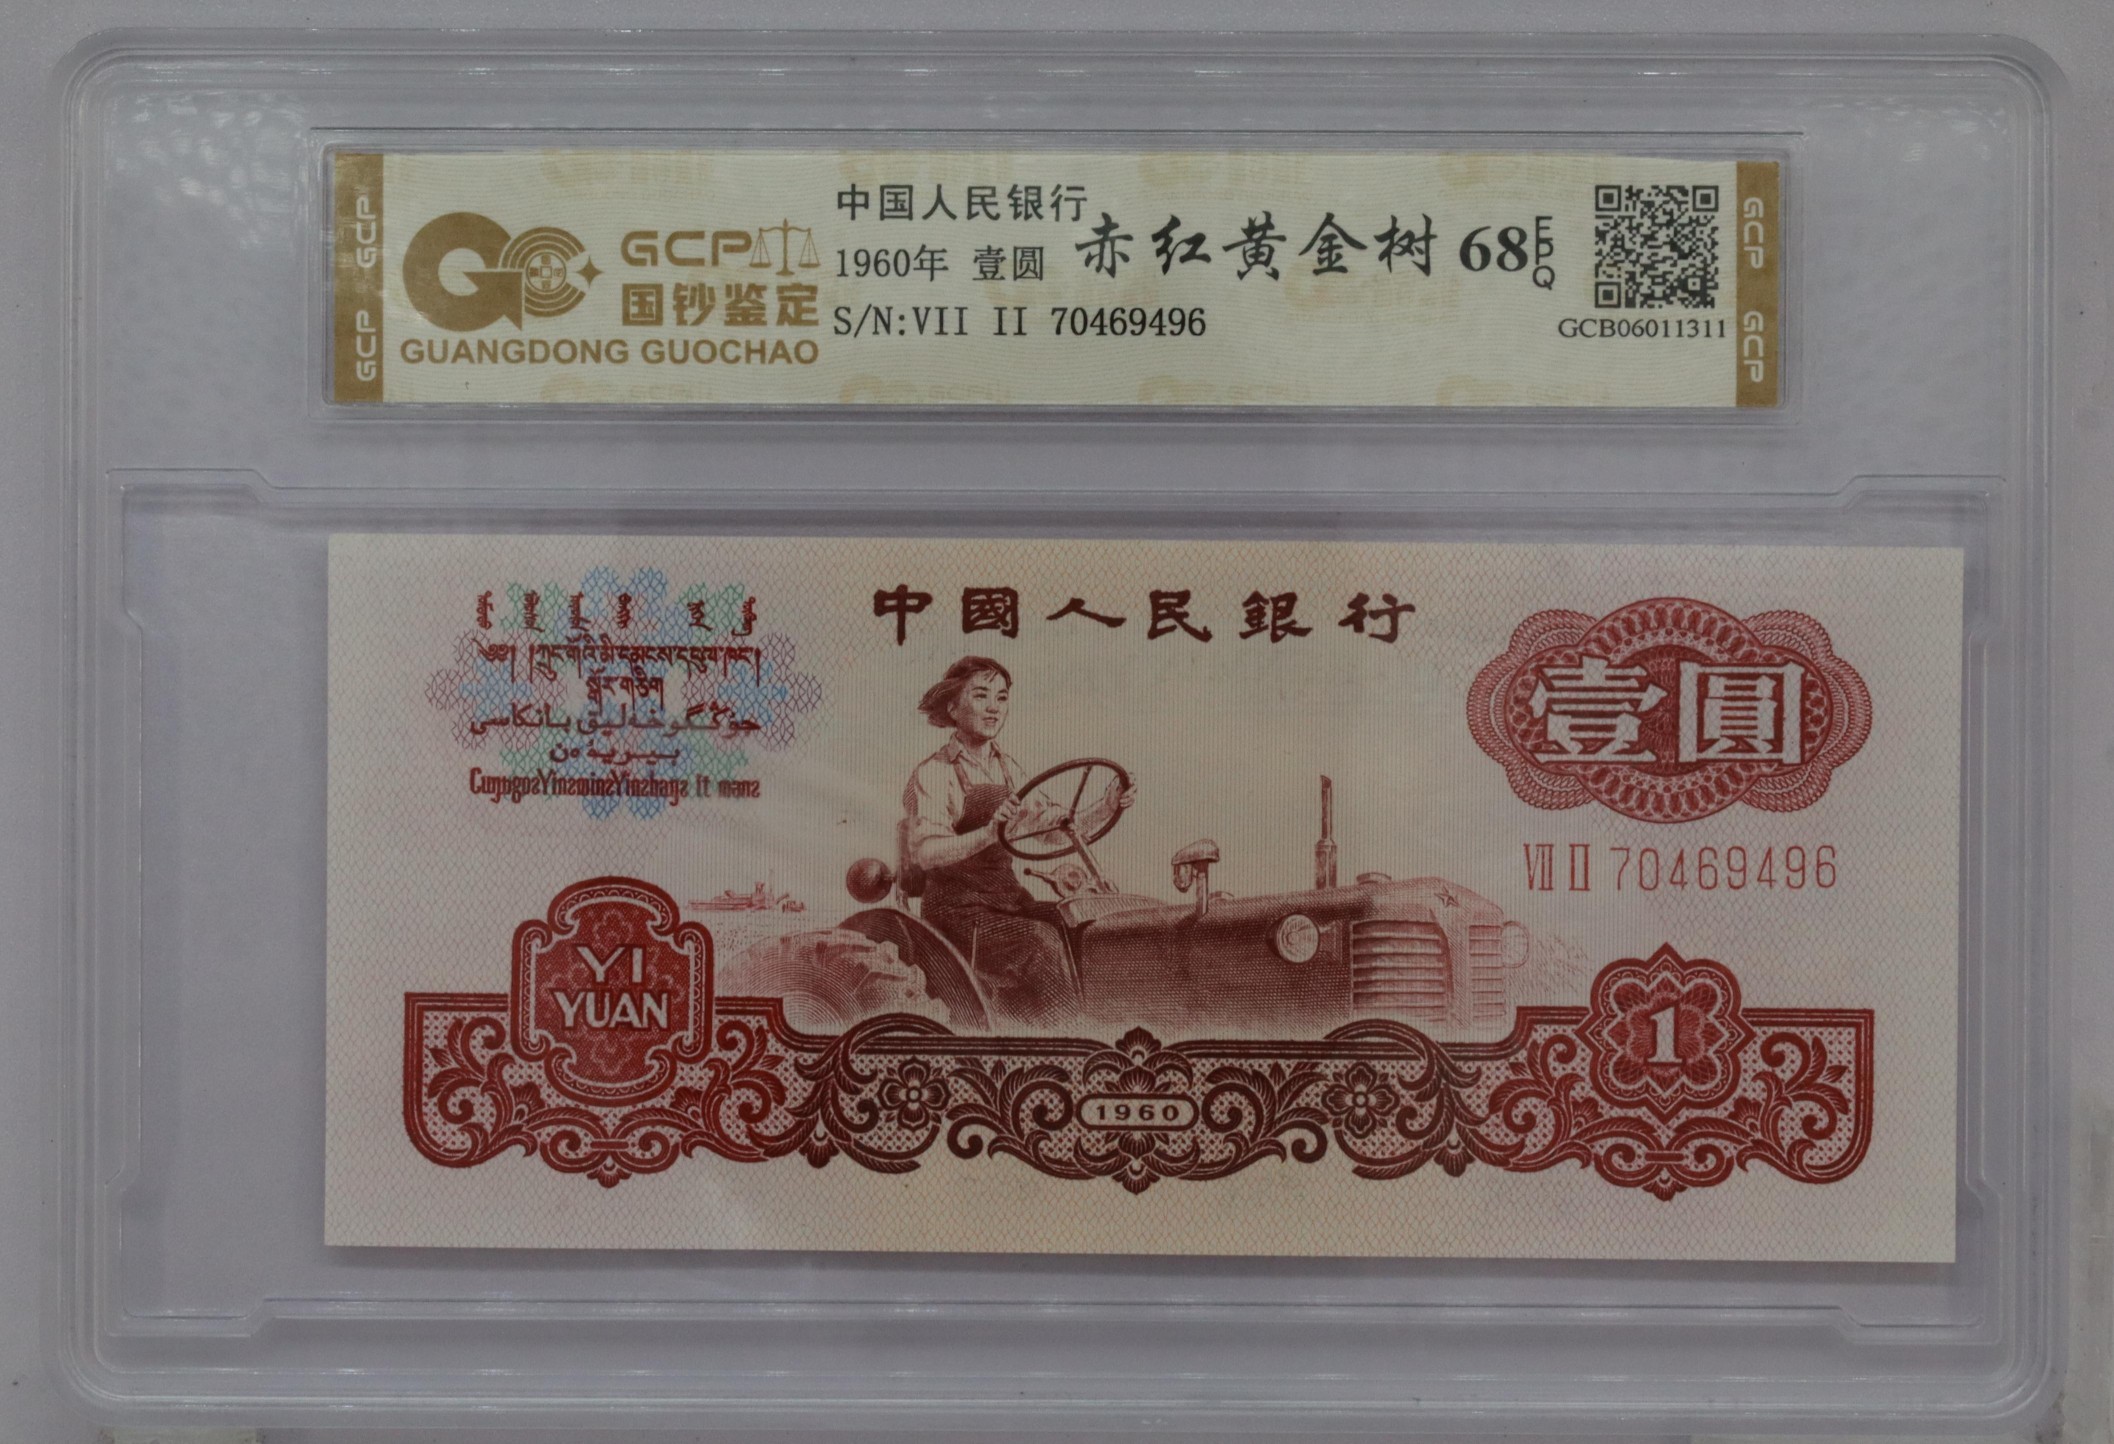 GCP
GCP
GCP
国钞鉴定
GUANGDONG GUOCHAO
中国人民银行
1960年 壹圆
赤红黄金树 68 EPQ
S/N:VII II 70469496
GCB06011311
GCP
GCP
中國人民銀行
壹圓
VII II 70469496
YI
YUAN
1960
1